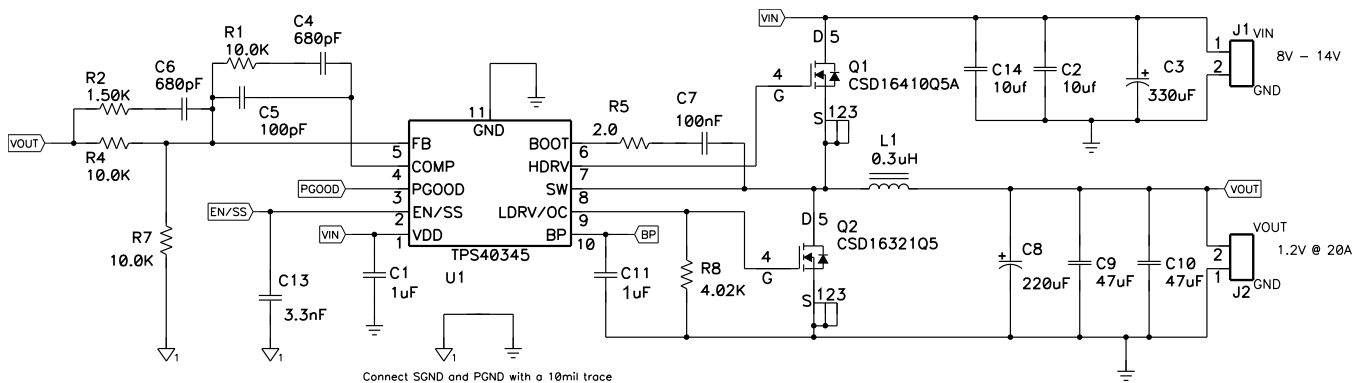 VIN
R1
10.0K
C4
680pF
R2
1.50K
C6
680pF
C5
100pF
VOUT
R4
10.0K
R7
10.0K
PGOOD
EN/SS
VIN
C13
3.3nF
C1
1uF
11
GND
FB
5
COMP
4
PGOOD
3
EN/SS
2
VDD
1
BOOT
6
HDRV
7
SW
8
LDRV/OC
9
BP
10
TPS40345
U1
R5
2.0
C7
100nF
BP
C11
1uF
R8
4.02K
D 5
4
G
Q1
CSD16410Q5A
S 123
L1
0.3uH
D 5
4
G
Q2
CSD16321Q5
S 123
C14
10uf
C2
10uf
+
C3
330uF
J1
VIN
1
2
GND
8V – 14V
VOUT
+
C8
220uF
C9
47uF
C10
47uF
VOUT
2
1
J2
GND
1.2V @ 20A
1
1
1
Connect SGND and PGND with a 10mil trace